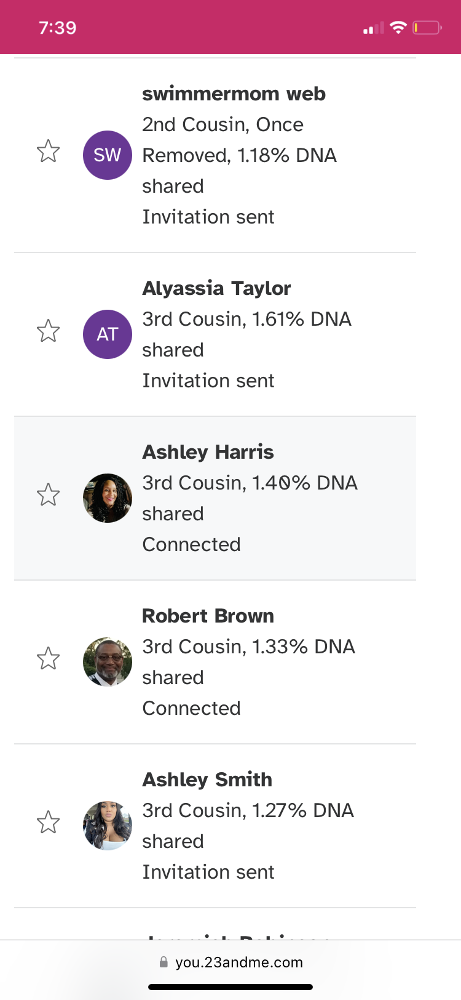 7:39
swimmermom web
2nd Cousin, Once
Removed, 1.18% DNA
shared
Invitation sent
SW
Alyassia Taylor
3rd Cousin, 1.61% DNA
shared
Invitation sent
AT
Ashley Harris
3rd Cousin, 1.40% DNA
shared
Connected
Robert Brown
3rd Cousin, 1.33% DNA
shared
Connected
Ashley Smith
3rd Cousin, 1.27% DNA
shared
Invitation sent
you.23andme.com